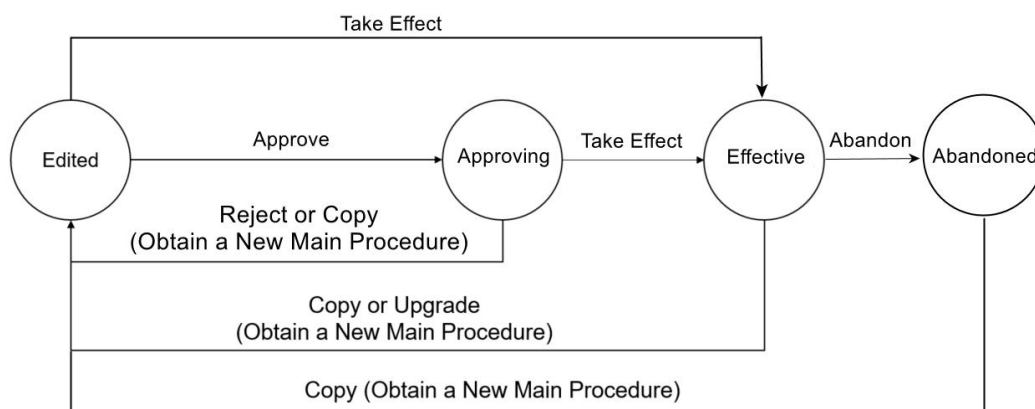 Take Effect
Edited
Approve
Approving
Take Effect
Effective
Abandon
Abandoned
Reject or Copy
(Obtain a New Main Procedure)
Copy or Upgrade
(Obtain a New Main Procedure)
Copy (Obtain a New Main Procedure)